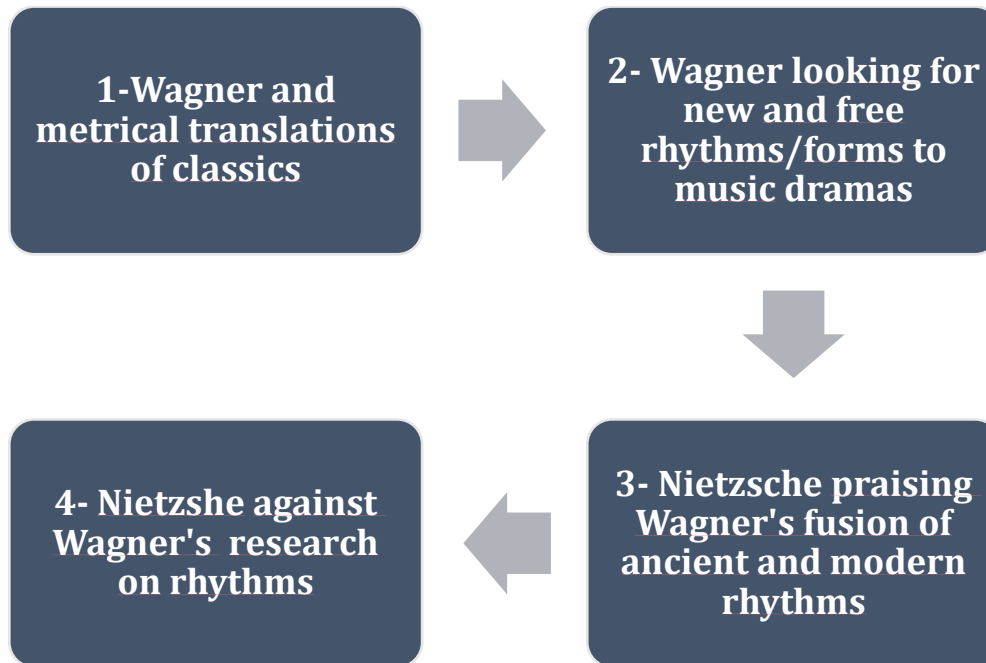 1-Wagner and
metrical translations
of classics
2- Wagner looking for
new and free
rhythms/forms to
music dramas
3- Nietzsche praising
Wagner's fusion of
ancient and modern
rhythms
4- Nietzshe against
Wagner's  research
on rhythms